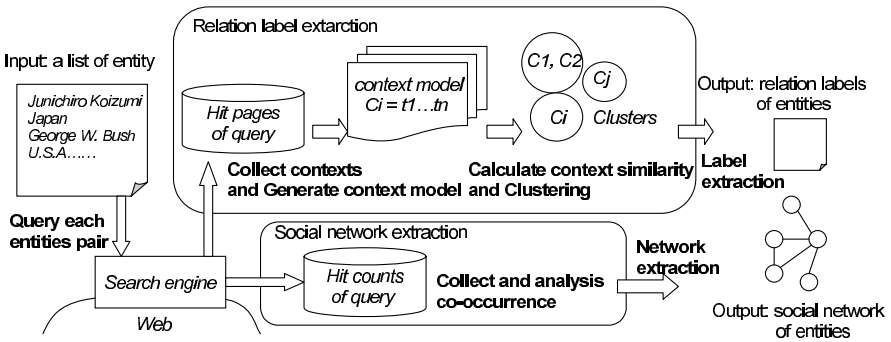 Relation label extarction
Input: a list of entity
Junichiro Koizumi
Japan
George W. Bush
U.S.A......
Query each
entities pair
Search engine
Web
Hit pages
of query
Collect contexts
and Generate context model
context model
Ci = t1...tn
C1, C2
Cj
Ci
Clusters
Calculate context similarity
and Clustering
Label
extraction
Output: relation labels
of entities
Social network extraction
Hit counts
of query
Collect and analysis
co-occurrence
Network
extraction
Output: social network
of entities